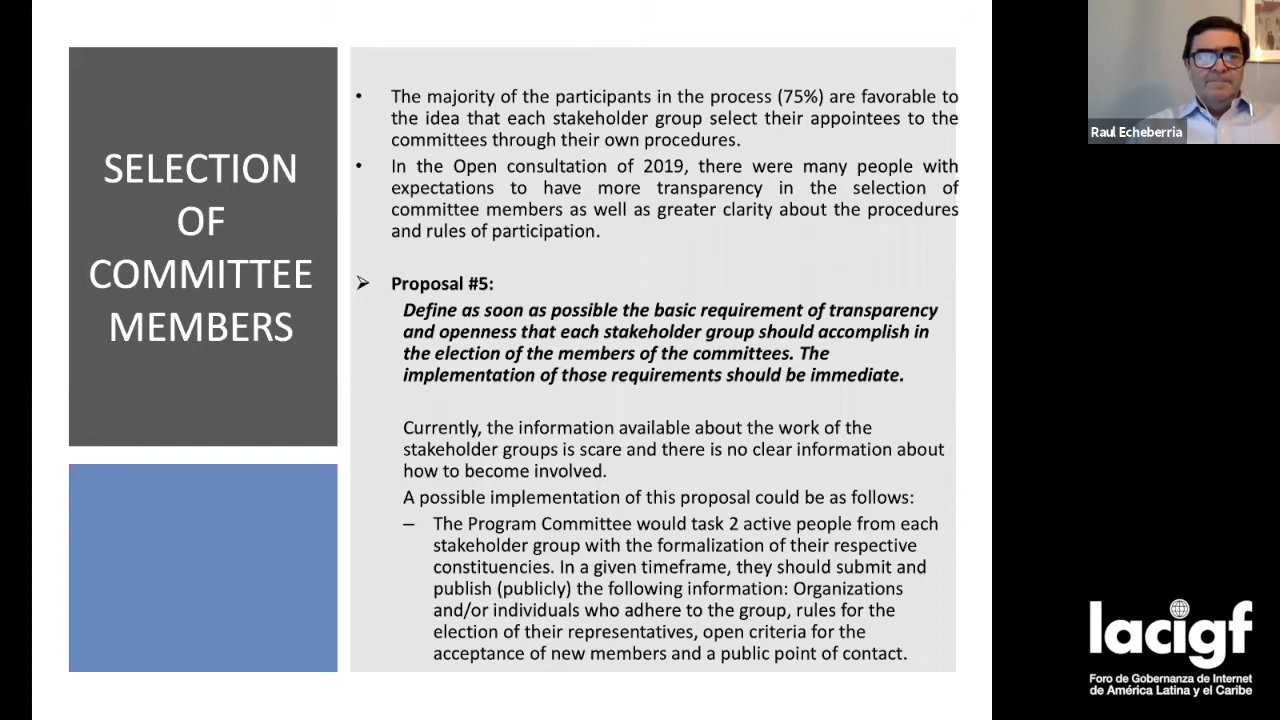 SELECTION
OF
COMMITTEE
MEMBERS
• The majority of the participants in the process (75%) are favorable to
the idea that each stakeholder group select their appointees to the
committees through their own procedures.
• In the Open consultation of 2019, there were many people with
expectations to have more transparency in the selection of
committee members as well as greater clarity about the procedures
and rules of participation.
➢ Proposal #5:
Define as soon as possible the basic requirement of transparency
and openness that each stakeholder group should accomplish in
the election of the members of the committees. The
implementation of those requirements should be immediate.
Currently, the information available about the work of the
stakeholder groups is scare and there is no clear information about
how to become involved.
A possible implementation of this proposal could be as follows:
– The Program Committee would task 2 active people from each
stakeholder group with the formalization of their respective
constituencies. In a given timeframe, they should submit and
publish (publicly) the following information: Organizations
and/or individuals who adhere to the group, rules for the
election of their representatives, open criteria for the
acceptance of new members and a public point of contact.
Raul Echeberria
lacigf
Foro de Gobernanza de Internet
de América Latina y el Caribe